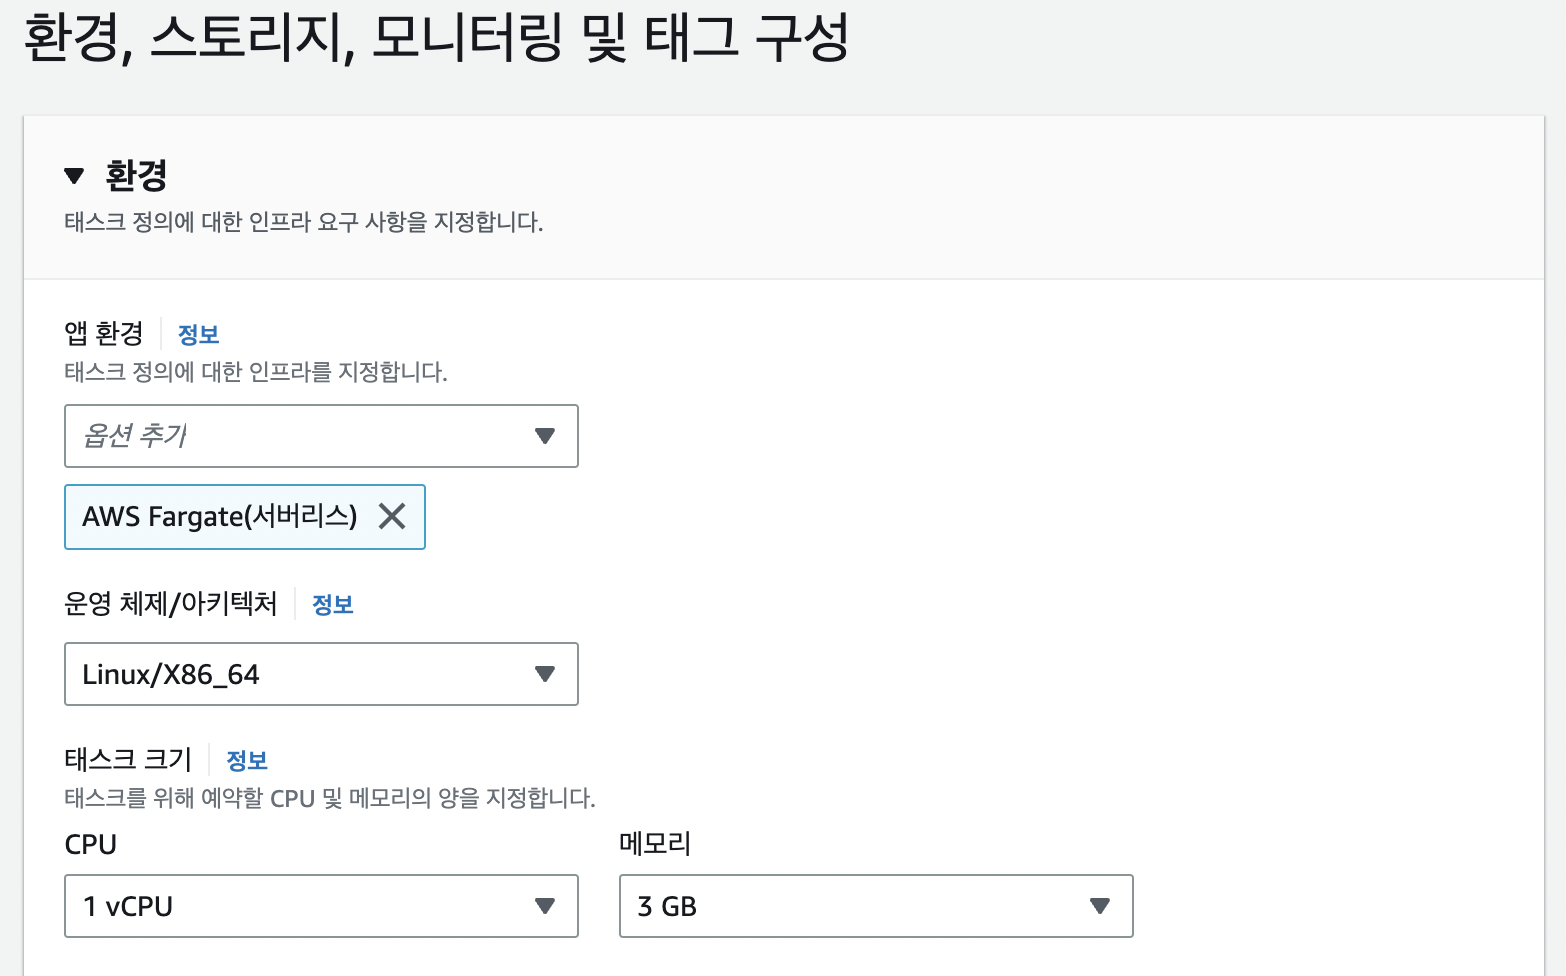 환경, 스토리지, 모니터링 및 태그 구성
환경
태스크 정의에 대한 인프라 요구 사항을 지정합니다.
앱 환경 정보
태스크 정의에 대한 인프라를 지정합니다.
옵션 추가
AWS Fargate(서버리스)
운영 체제/아키텍처 정보
Linux/X86_64
태스크 크기 정보
태스크를 위해 예약할 CPU 및 메모리의 양을 지정합니다.
CPU 메모리
1 vCPU 3 GB